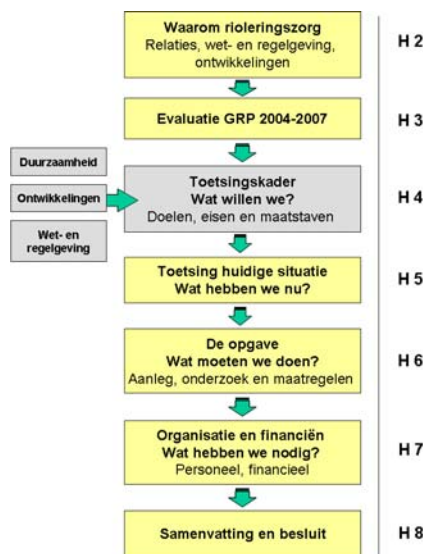 Waarom rioleringszorg
Relaties, wet- en regelgeving,
ontwikkelingen
H 2
Evaluatie GRP 2004-2007
H 3
Duurzaamheid
Ontwikkelingen
Wet- en
regelgeving
Toetsingskader
Wat willen we?
Doelen, eisen en maatstaven
H 4
Toetsing huidige situatie
Wat hebben we nu?
H 5
De opgave
Wat moeten we doen?
Aanleg, onderzoek en maatregelen
H 6
Organisatie en financiën
Wat hebben we nodig?
Personeel, financieel
H 7
Samenvatting en besluit
H 8